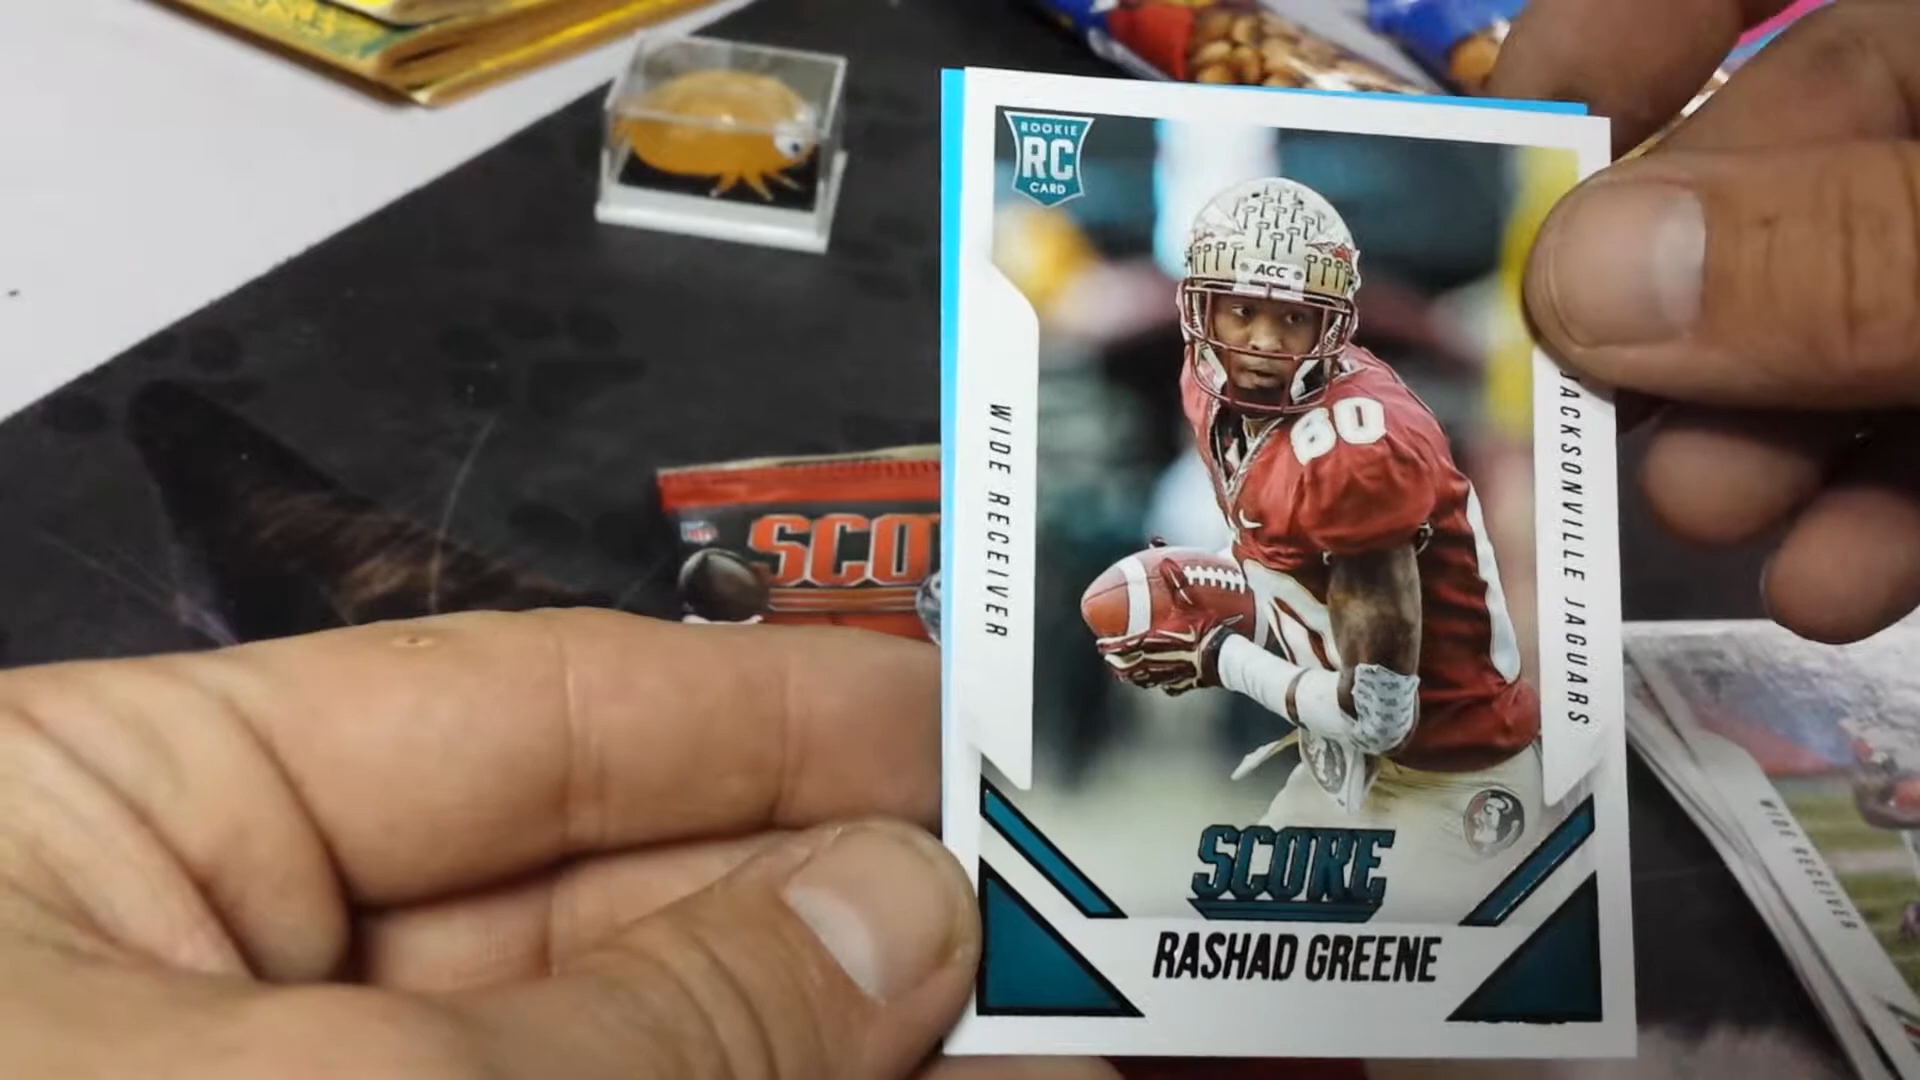 ROOKIE
RC
CARD
ACC
80
WIDE RECEIVER
JACKSONVILLE JAGUARS
SCO
SCORE
RASHAD GREENE
WIDE RECEIVER